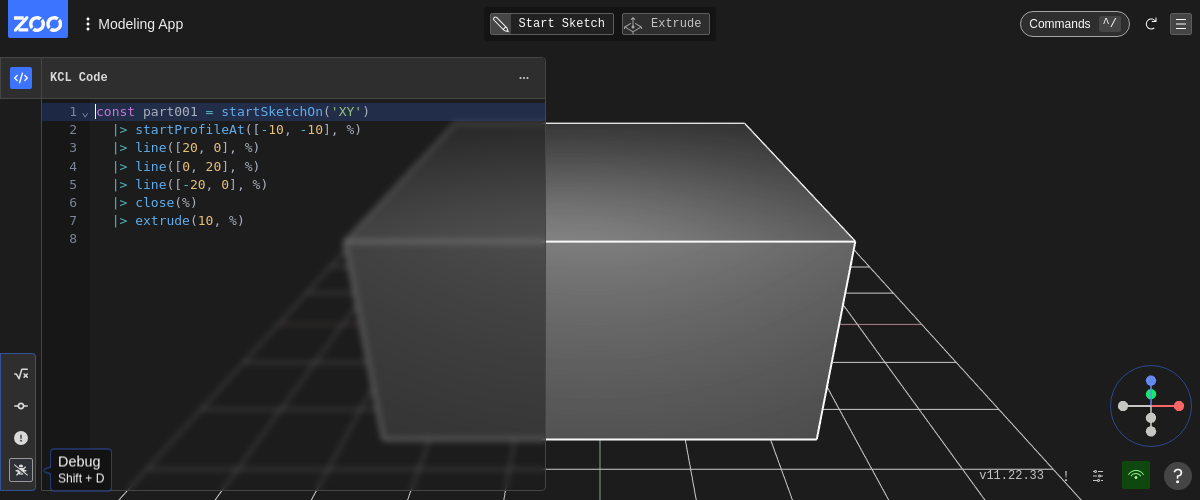 ZOO
Modeling App
Start Sketch
Extrude
Commands ^/
KCL Code
1 const part001 = startSketchOn('XY')
2 |> startProfileAt([-10, -10], %)
3 |> line([20, 0], %)
4 |> line([0, 20], %)
5 |> line([-20, 0], %)
6 |> close(%)
7 |> extrude(10, %)
8
Debug
Shift + D
v11.22.33
!
?